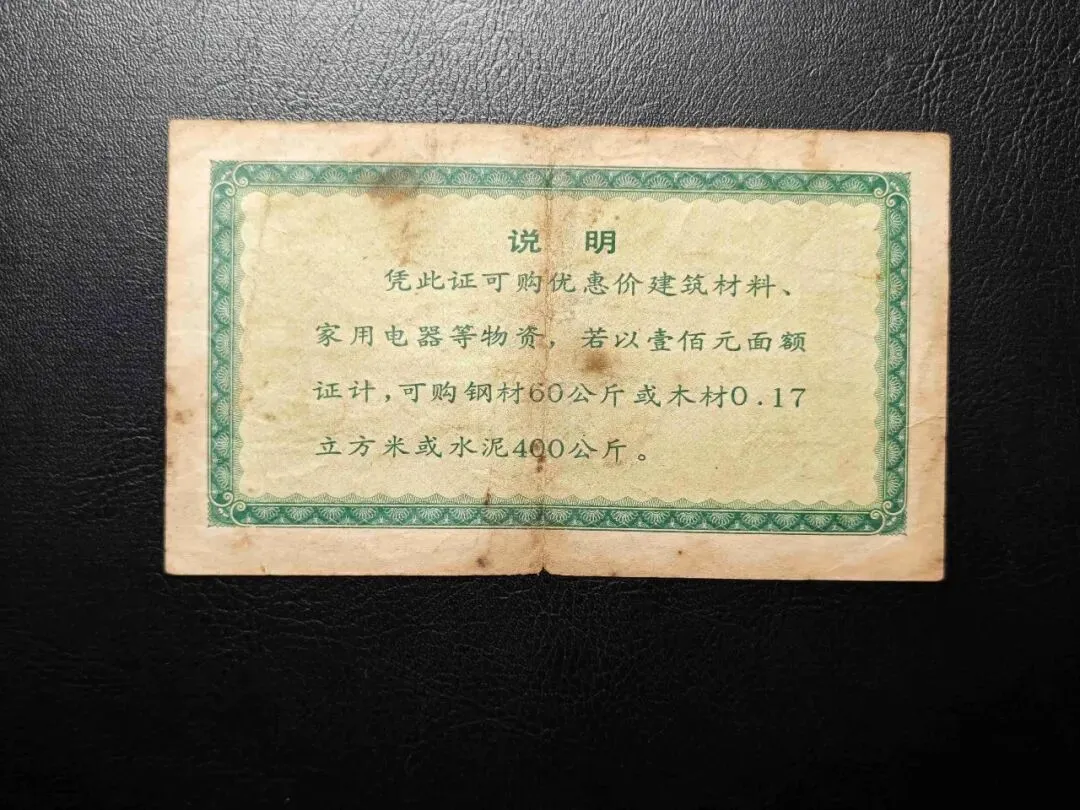 说 明
凭此证可购优惠价建筑材料、
家用电器等物资，若以壹佰元面额
证计，可购钢材60公斤或木材0.17
立方米或水泥400公斤。